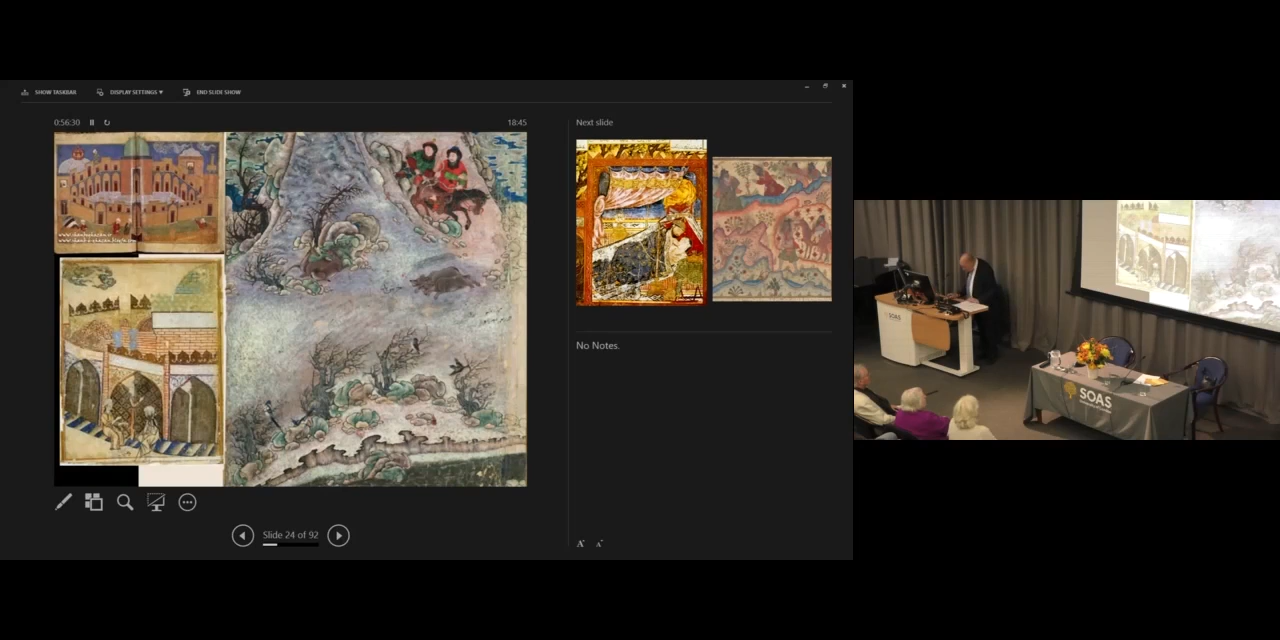 SHOW TASKBAR
DISPLAY SETTINGS ▼
END SLIDE SHOW
0:56:30
18:45
Next slide
No Notes.
Slide 24 of 92
SOAS
SOAS